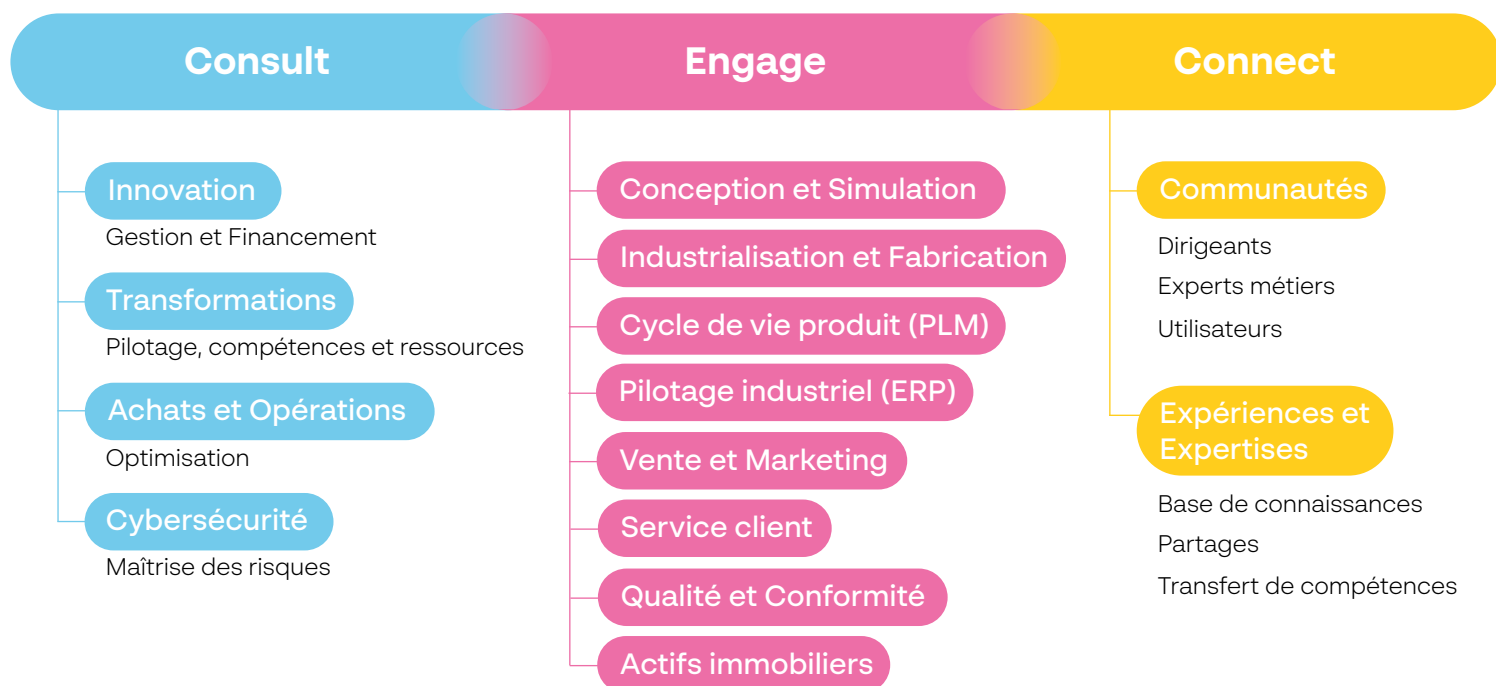 Consult
Engage
Connect
Innovation
Gestion et Financement
Transformations
Pilotage, compétences et ressources
Achats et Opérations
Optimisation
Cybersécurité
Maîtrise des risques
Conception et Simulation
Industrialisation et Fabrication
Cycle de vie produit (PLM)
Pilotage industriel (ERP)
Vente et Marketing
Service client
Qualité et Conformité
Actifs immobiliers
Communautés
Dirigeants
Experts métiers
Utilisateurs
Expériences et
Expertises
Base de connaissances
Partages
Transfert de compétences